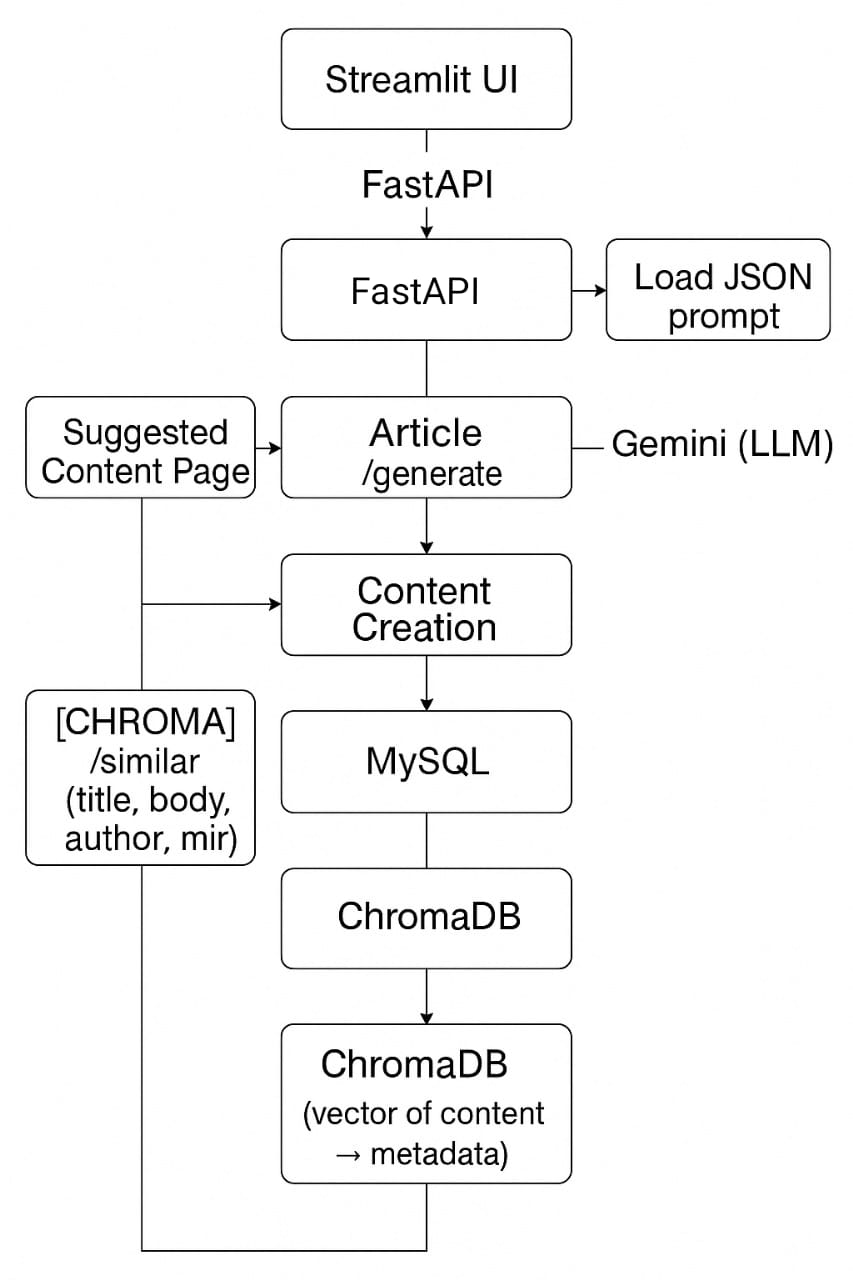 Streamlit UI
FastAPI
FastAPI
Load JSON
prompt
Suggested
Content Page
Article
/generate
Gemini (LLM)
Content
Creation
[CHROMA]
/similar
(title, body,
author, mir)
MySQL
ChromaDB
ChromaDB
(vector of content
→ metadata)